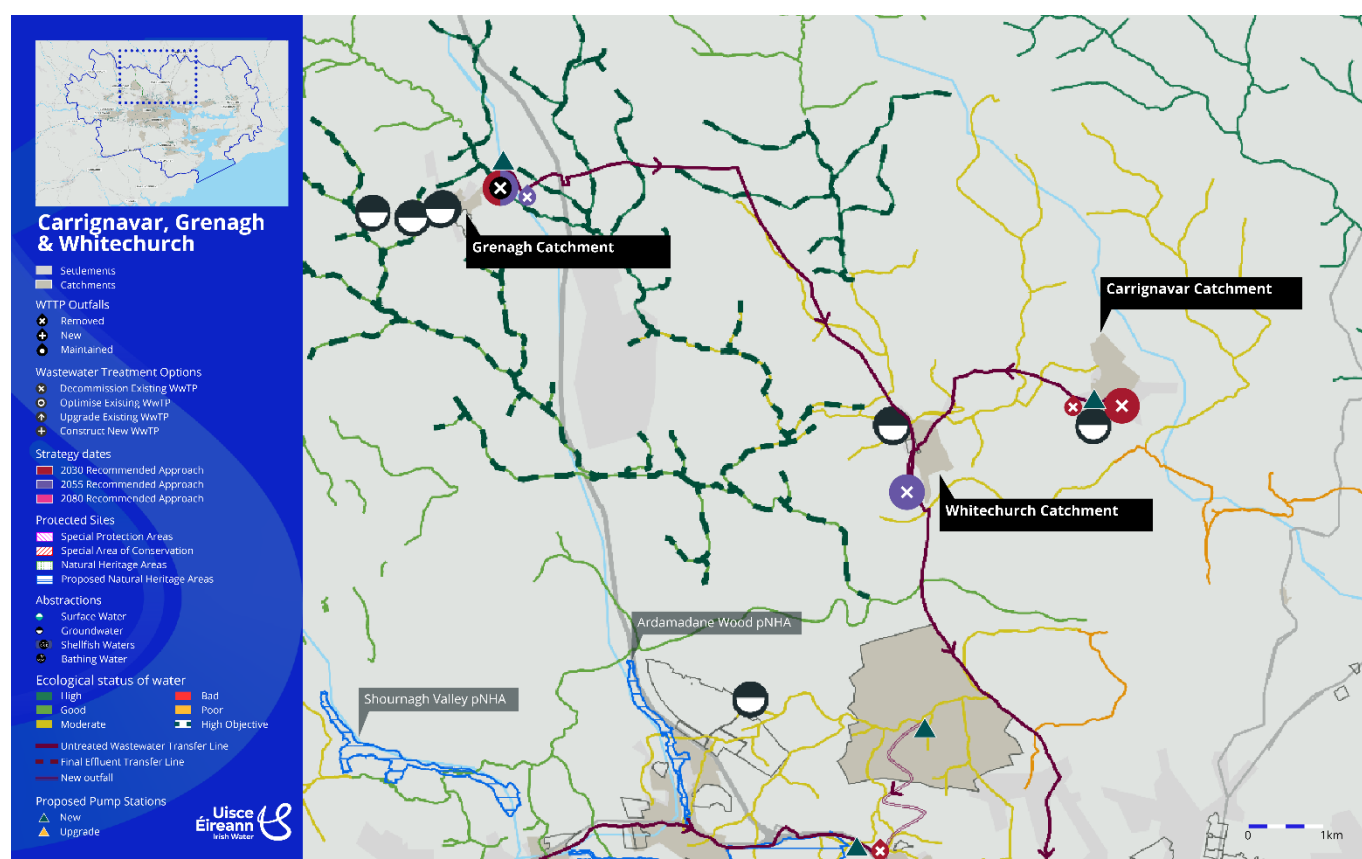 Carrignavar, Grenagh
& Whitechurch
Settlements
Catchments
WTTP Outfalls
Removed
New
Maintained
Wastewater Treatment Options
Decommission Existing WwTP
Optimise Existing WwTP
Upgrade Existing WwTP
Construct New WwTP
Strategy dates
2030 Recommended Approach
2055 Recommended Approach
2080 Recommended Approach
Protected Sites
Special Protection Areas
Special Area of Conservation
Natural Heritage Areas
Proposed Natural Heritage Areas
Abstractions
Surface Water
Groundwater
Shellfish Waters
Bathing Water
Ecological status of water
High
Good
Moderate
Bad
Poor
High Objective
Untreated Wastewater Transfer Line
Final Effluent Transfer Line
New outfall
Proposed Pump Stations
New
Upgrade
Uisce
Éireann
Irish Water
Grenagh Catchment
Carrignavar Catchment
Whitechurch Catchment
Ardamadane Wood pNHA
Shournagh Valley pNHA
0 1km